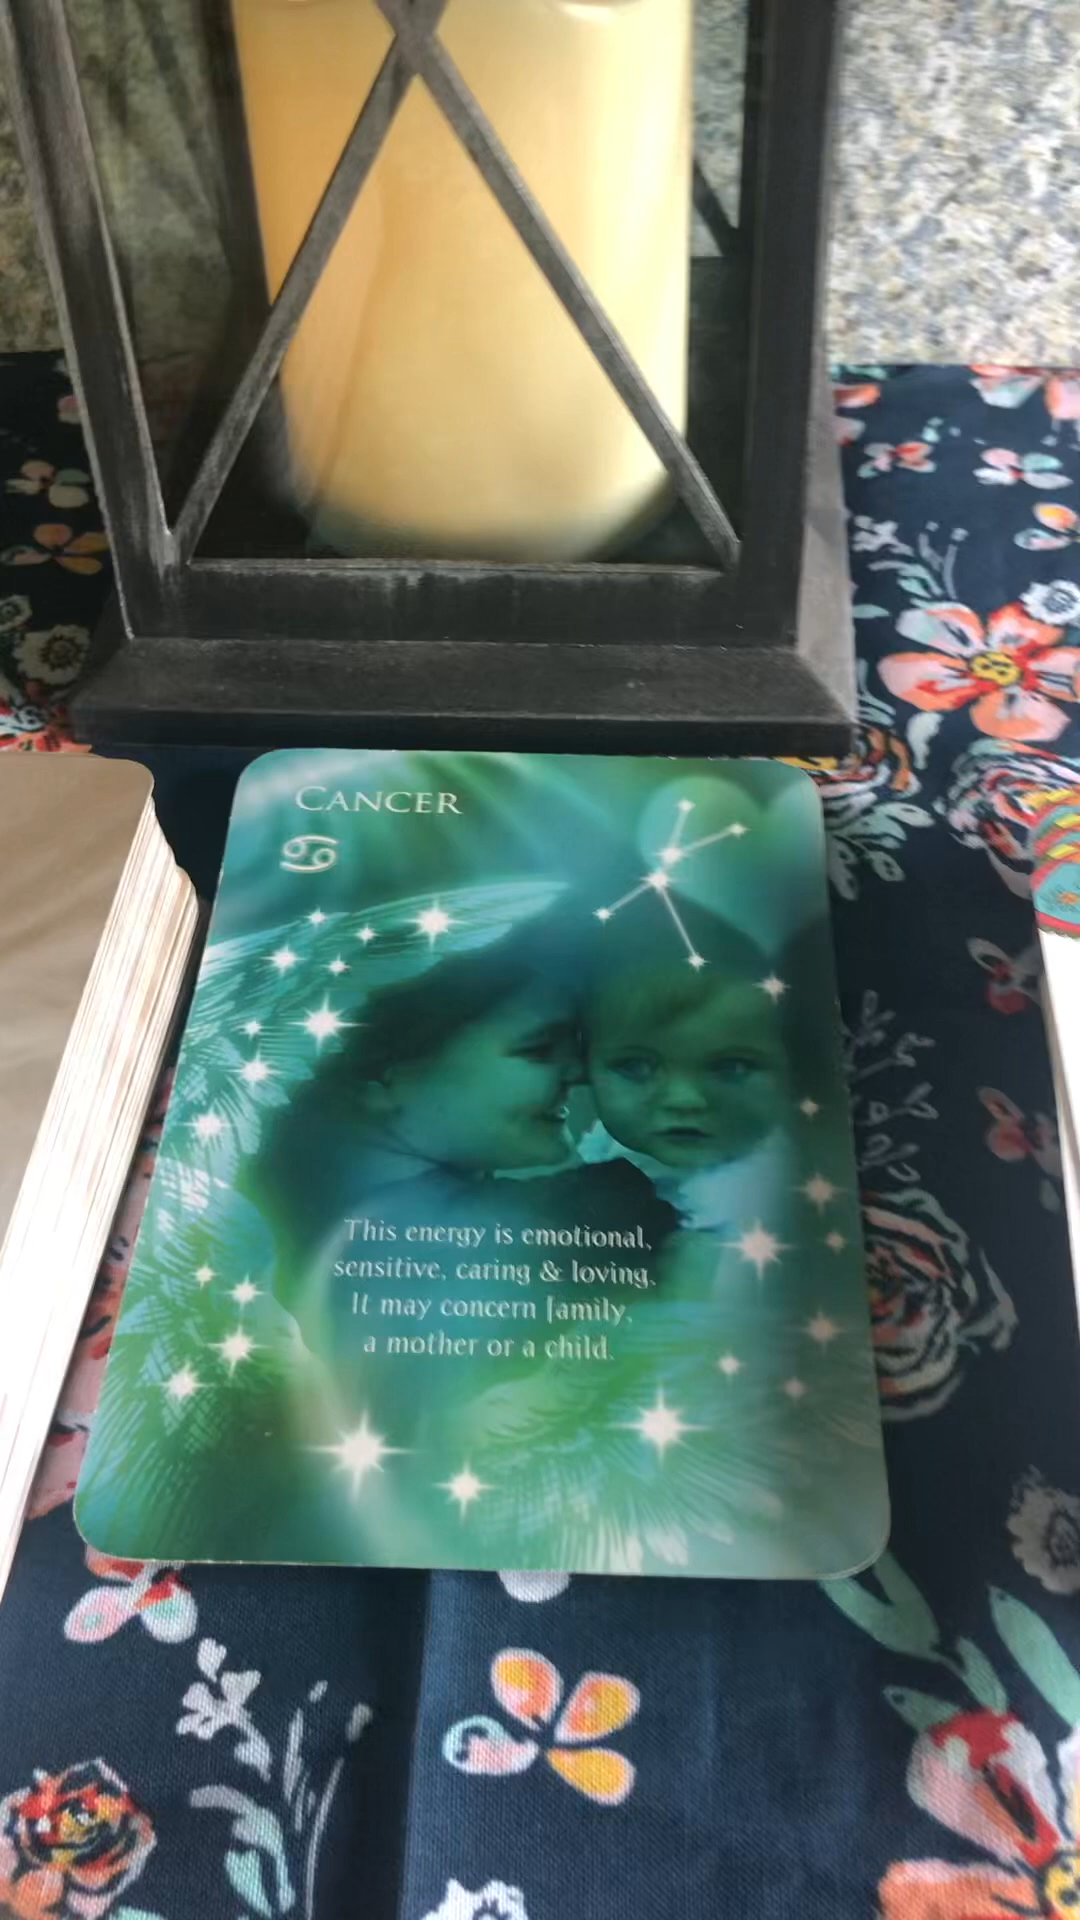 CANCER
♋
This energy is emotional,
sensitive, caring & loving.
It may concern family,
a mother or a child.